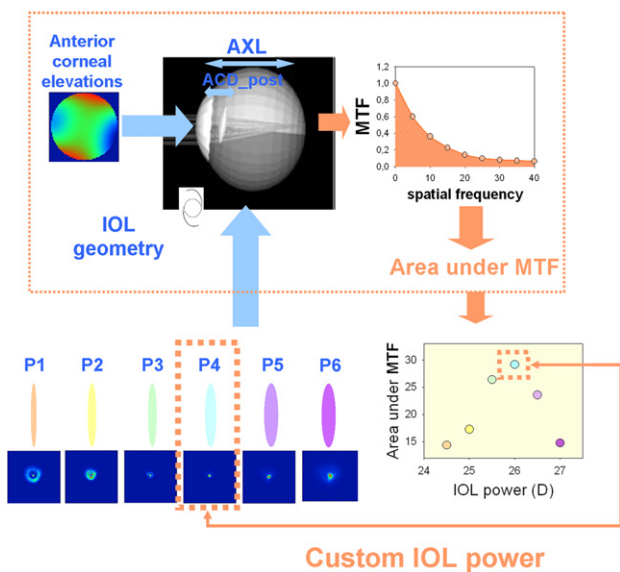 Anterior
corneal
elevations
AXL
ACD_post
MTF
1,2
1,0
0,8
0,6
0,4
0,2
0,0
0 10 20 30 40
spatial frequency
IOL
geometry
Area under MTF
P1 P2 P3 P4 P5 P6
Area under MTF
30
25
20
15
24 25 26 27
IOL power (D)
Custom IOL power